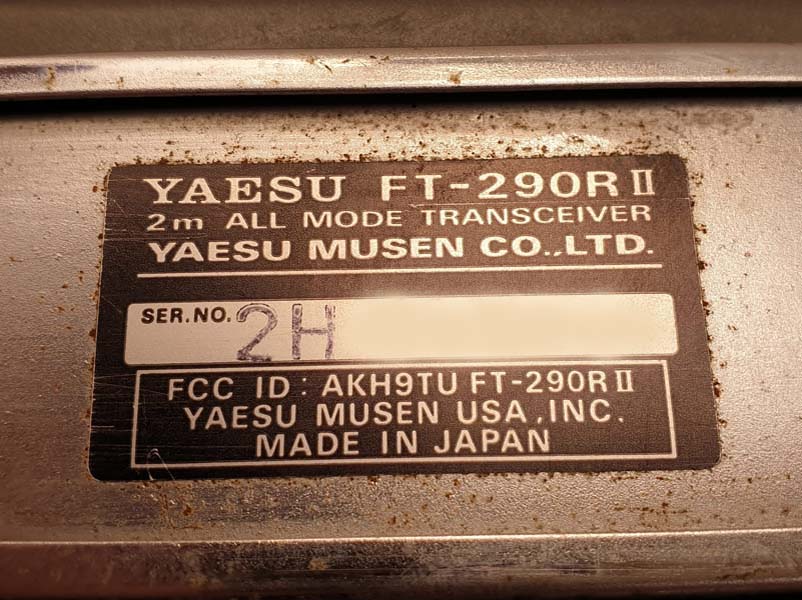 YAESU FT-290R II
2m ALL MODE TRANSCEIVER
YAESU MUSEN CO.,LTD.
SER.NO. 2H
FCC ID: AKH9TU FT-290R II
YAESU MUSEN USA,INC.
MADE IN JAPAN